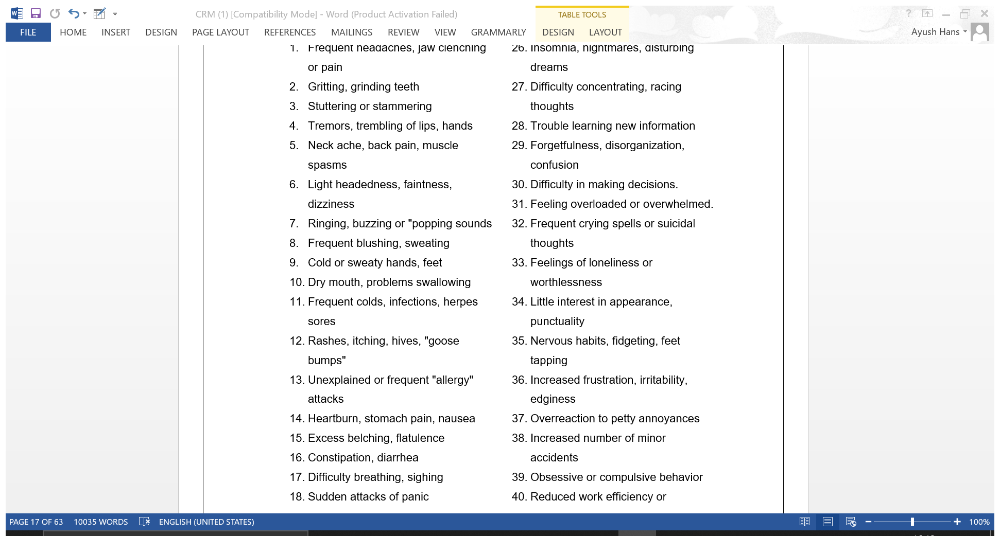 CRM (1) [Compatibility Mode] - Word (Product Activation Failed)
TABLE TOOLS
?
FILE HOME INSERT DESIGN PAGE LAYOUT REFERENCES MAILINGS REVIEW VIEW GRAMMARLY DESIGN LAYOUT Ayush Hans
1. Frequent headaches, jaw clenching
or pain
2. Gritting, grinding teeth
3. Stuttering or stammering
4. Tremors, trembling of lips, hands
5. Neck ache, back pain, muscle
spasms
6. Light headedness, faintness,
dizziness
7. Ringing, buzzing or "popping sounds
8. Frequent blushing, sweating
9. Cold or sweaty hands, feet
10. Dry mouth, problems swallowing
11. Frequent colds, infections, herpes
sores
12. Rashes, itching, hives, "goose
bumps"
13. Unexplained or frequent "allergy"
attacks
14. Heartburn, stomach pain, nausea
15. Excess belching, flatulence
16. Constipation, diarrhea
17. Difficulty breathing, sighing
18. Sudden attacks of panic
26. Insomnia, nightmares, disturbing
dreams
27. Difficulty concentrating, racing
thoughts
28. Trouble learning new information
29. Forgetfulness, disorganization,
confusion
30. Difficulty in making decisions.
31. Feeling overloaded or overwhelmed.
32. Frequent crying spells or suicidal
thoughts
33. Feelings of loneliness or
worthlessness
34. Little interest in appearance,
punctuality
35. Nervous habits, fidgeting, feet
tapping
36. Increased frustration, irritability,
edginess
37. Overreaction to petty annoyances
38. Increased number of minor
accidents
39. Obsessive or compulsive behavior
40. Reduced work efficiency or
PAGE 17 OF 63 10035 WORDS ENGLISH (UNITED STATES) 100%